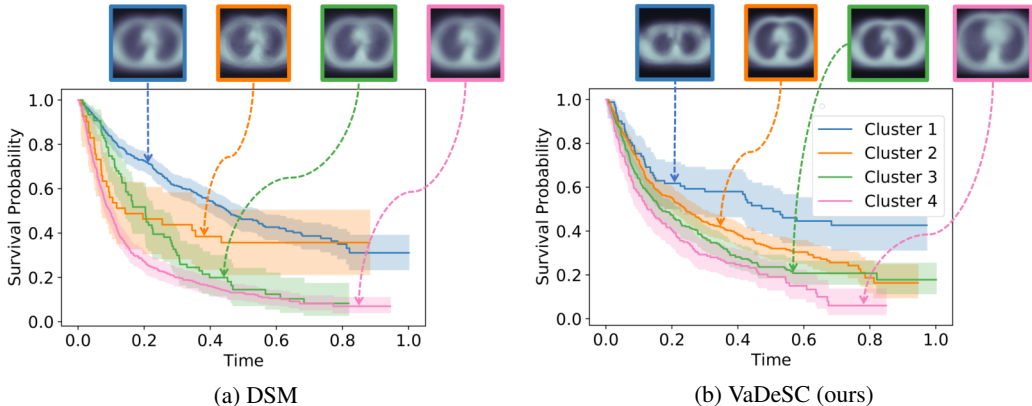 1.0
0.8
0.6
0.4
0.2
0.0
Survival Probability
0.0 0.2 0.4 0.6 0.8 1.0
Time
(a) DSM
1.0
0.8
0.6
0.4
0.2
0.0
Survival Probability
Cluster 1
Cluster 2
Cluster 3
Cluster 4
0.0 0.2 0.4 0.6 0.8 1.0
Time
(b) VaDeSC (ours)